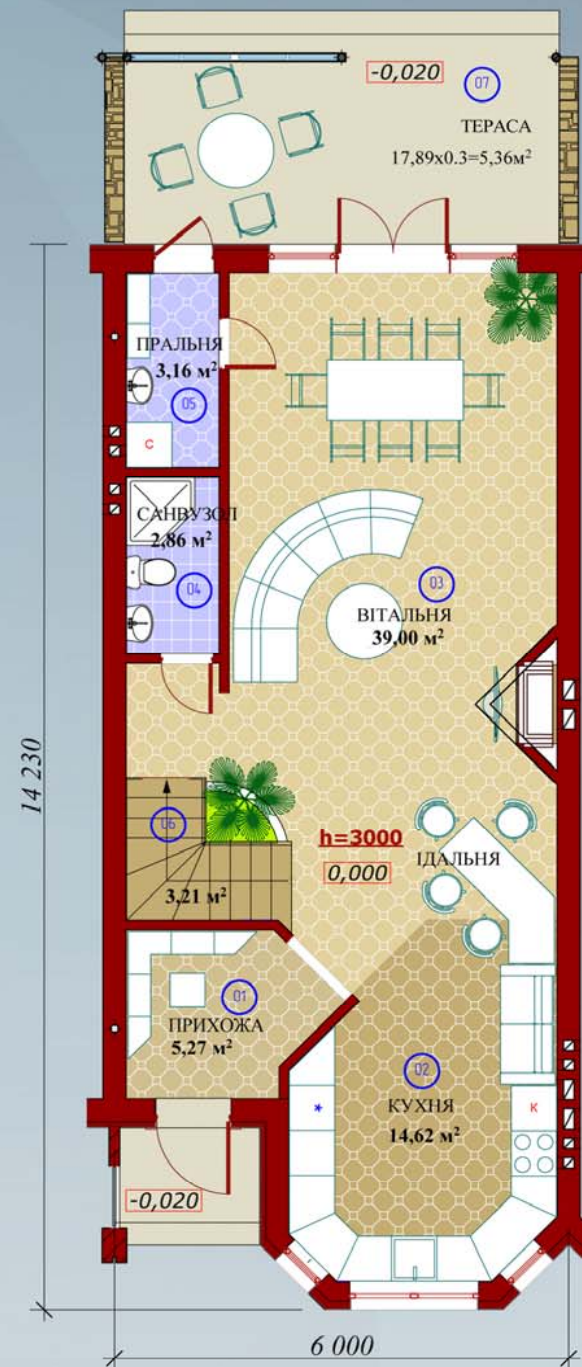 -0,020
07
ТЕРАСА
17,89х0.3=5,36м²
ПРАЛЬНЯ
3,16 м²
05
С
САНВУЗОЛ
2,86 м²
04
03
ВІТАЛЬНЯ
39,00 м²
14 230
06
h=3000
0,000
ЇДАЛЬНЯ
3,21 м²
01
ПРИХОЖА
5,27 м²
02
*
К
КУХНЯ
14,62 м²
-0,020
6 000